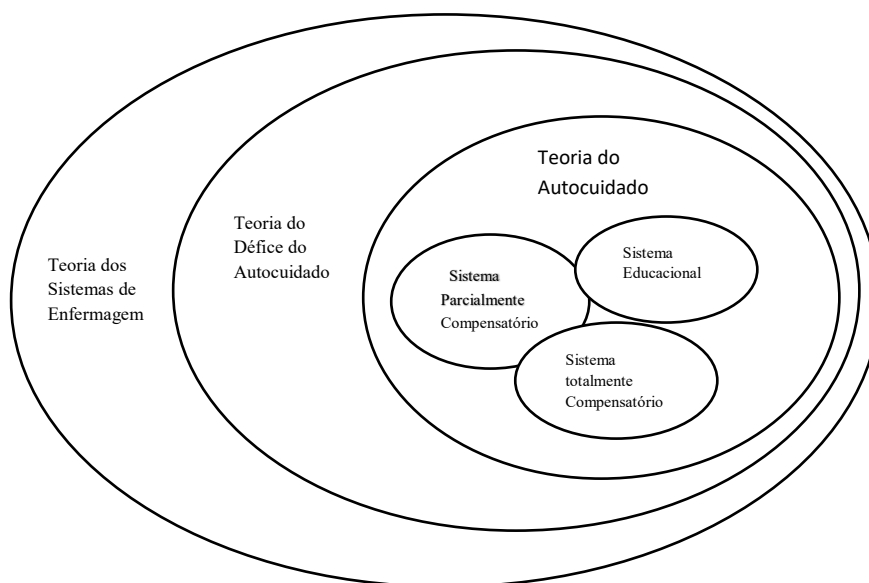 Teoria dos
Sistemas de
Enfermagem
Teoria do
Défice do
Autocuidado
Teoria do
Autocuidado
Sistema
Parcialmente
Compensatório
Sistema
Educacional
Sistema
totalmente
Compensatório